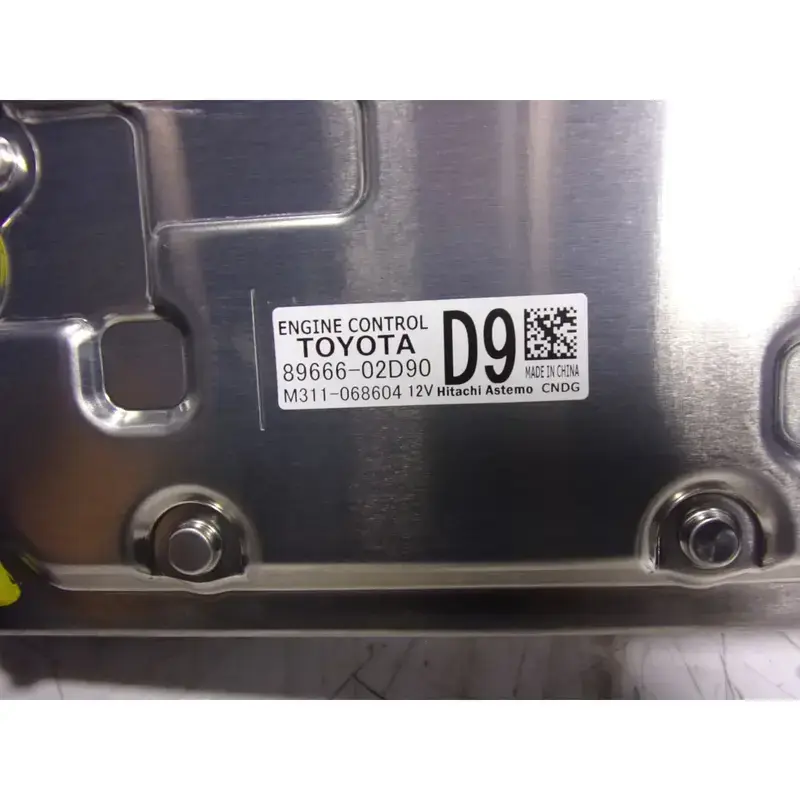 ENGINE CONTROL
TOYOTA
89666-02D90
D9
MADE IN CHINA
M311-068604 12V Hitachi Astemo CNDG